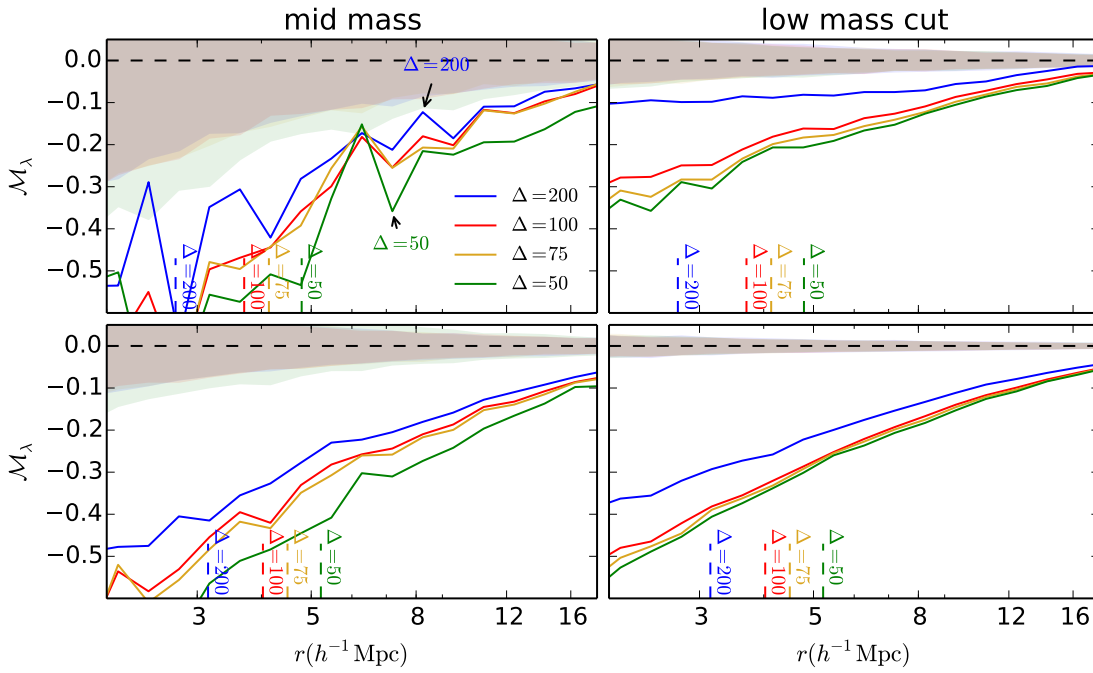 mid mass
low mass cut
0.0
−0.1
−0.2
−0.3
−0.4
−0.5
ℳλ
Δ = 200
Δ = 50
Δ = 200
Δ = 100
Δ = 75
Δ = 50
Δ = 200
Δ = 100
Δ = 75
Δ = 50
Δ = 200
Δ = 100
Δ = 75
Δ = 50
0.0
−0.1
−0.2
−0.3
−0.4
−0.5
ℳλ
Δ = 200
Δ = 100
Δ = 75
Δ = 50
Δ = 200
Δ = 100
Δ = 75
Δ = 50
3 5 8 12 16
3 5 8 12 16
r(h⁻¹ Mpc)
r(h⁻¹ Mpc)